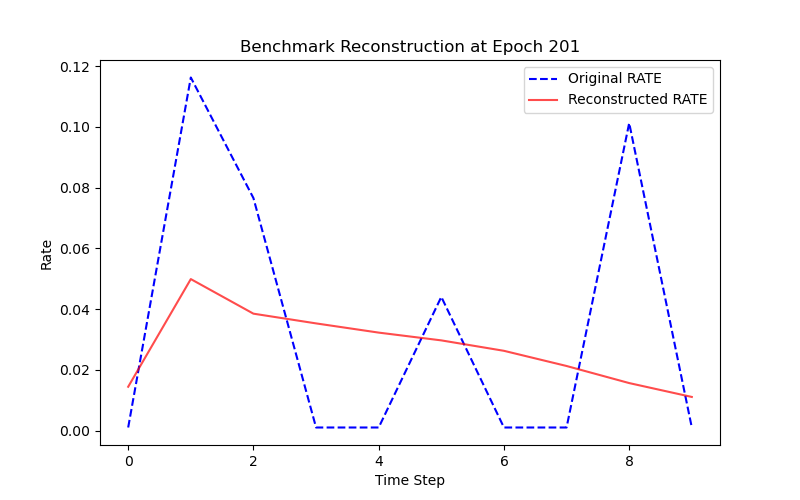 Benchmark Reconstruction at Epoch 201
Original RATE
Reconstructed RATE
0.12
0.10
0.08
0.06
0.04
0.02
0.00
Rate
0 2 4 6 8
Time Step